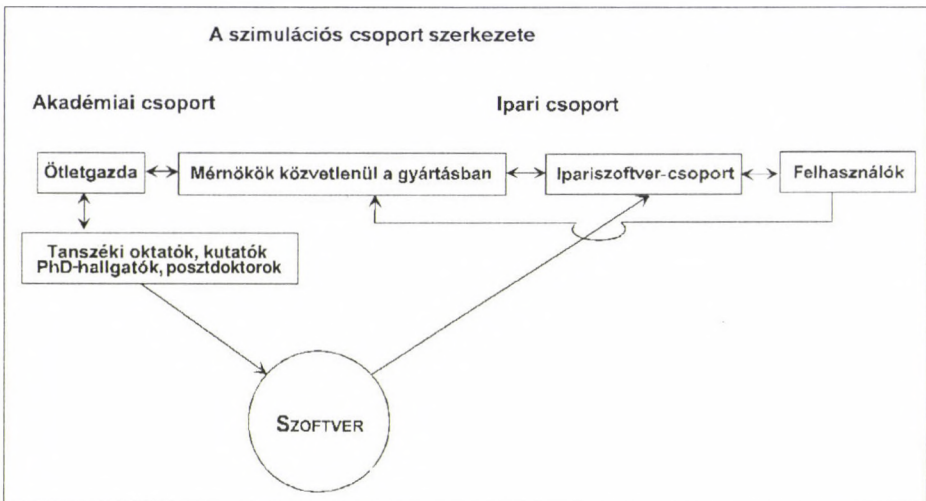 A szimulációs csoport szerkezete
Akadémiai csoport
Ipari csoport
Ötletgazda
Mérnökök közvetlenül a gyártásban
Ipariszoftver-csoport
Felhasználók
Tanszéki oktatók, kutatók
PhD-hallgatók, posztdoktorok
SZOFTVER